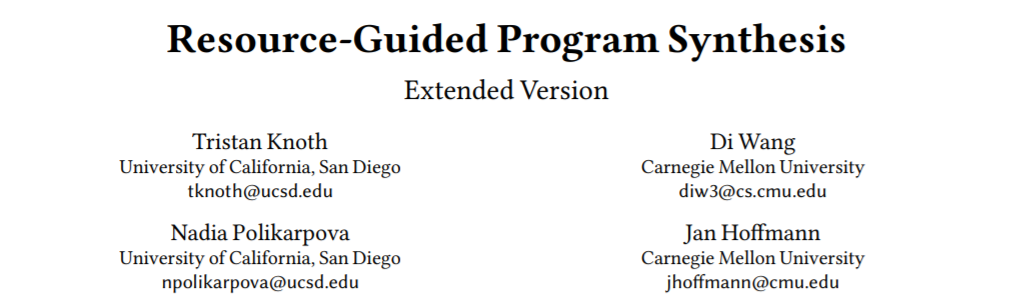 Resource-Guided Program Synthesis
Extended Version
Tristan Knoth
University of California, San Diego
tknoth@ucsd.edu
Di Wang
Carnegie Mellon University
diw3@cs.cmu.edu
Nadia Polikarpova
University of California, San Diego
npolikarpova@ucsd.edu
Jan Hoffmann
Carnegie Mellon University
jhoffmann@cmu.edu